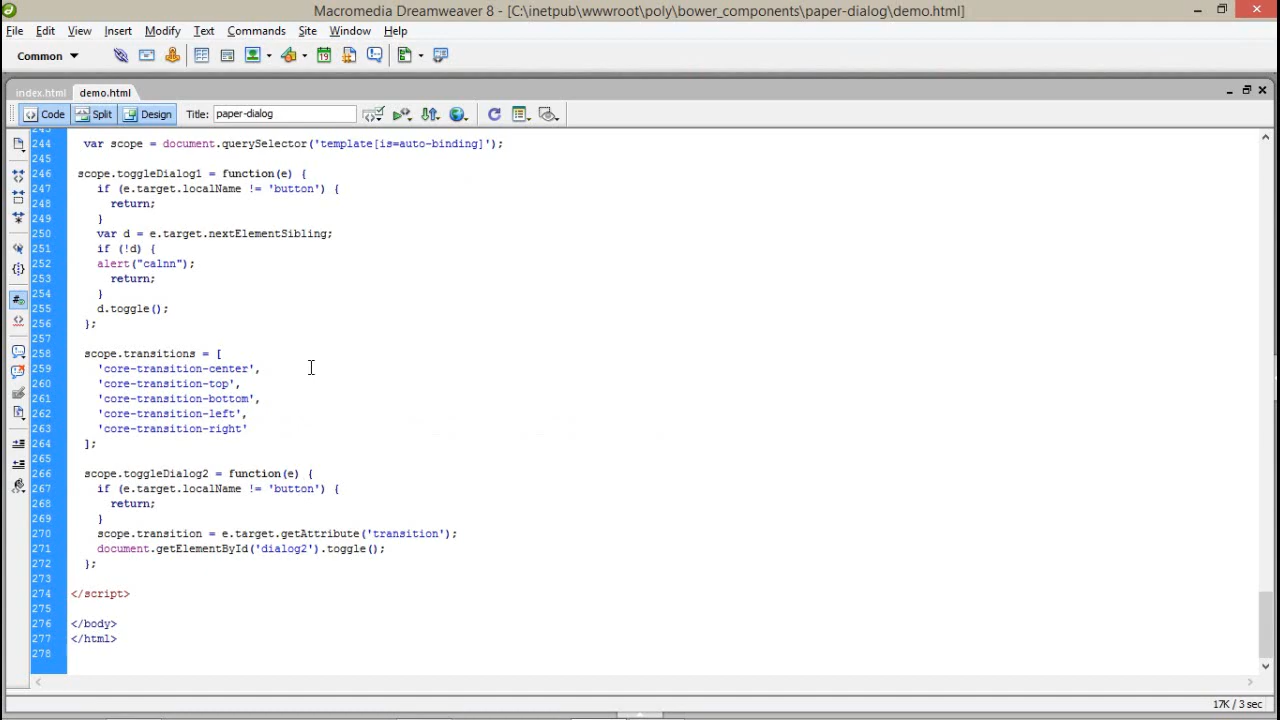 Macromedia Dreamweaver 8 - [C:\inetpub\wwwroot\poly\bower_components\paper-dialog\demo.html]
File Edit View Insert Modify Text Commands Site Window Help
Common
index.html demo.html
Code Split Design Title: paper-dialog
243
244 var scope = document.querySelector('template[is=auto-binding]');
245
246 scope.toggleDialog1 = function(e) {
247 if (e.target.localName != 'button') {
248 return;
249 }
250 var d = e.target.nextElementSibling;
251 if (!d) {
252 alert("calnn");
253 return;
254 }
255 d.toggle();
256 };
257
258 scope.transitions = [
259 'core-transition-center',
260 'core-transition-top',
261 'core-transition-bottom',
262 'core-transition-left',
263 'core-transition-right'
264 ];
265
266 scope.toggleDialog2 = function(e) {
267 if (e.target.localName != 'button') {
268 return;
269 }
270 scope.transition = e.target.getAttribute('transition');
271 document.getElementById('dialog2').toggle();
272 };
273
274 </script>
275
276 </body>
277 </html>
278
17K / 3 sec